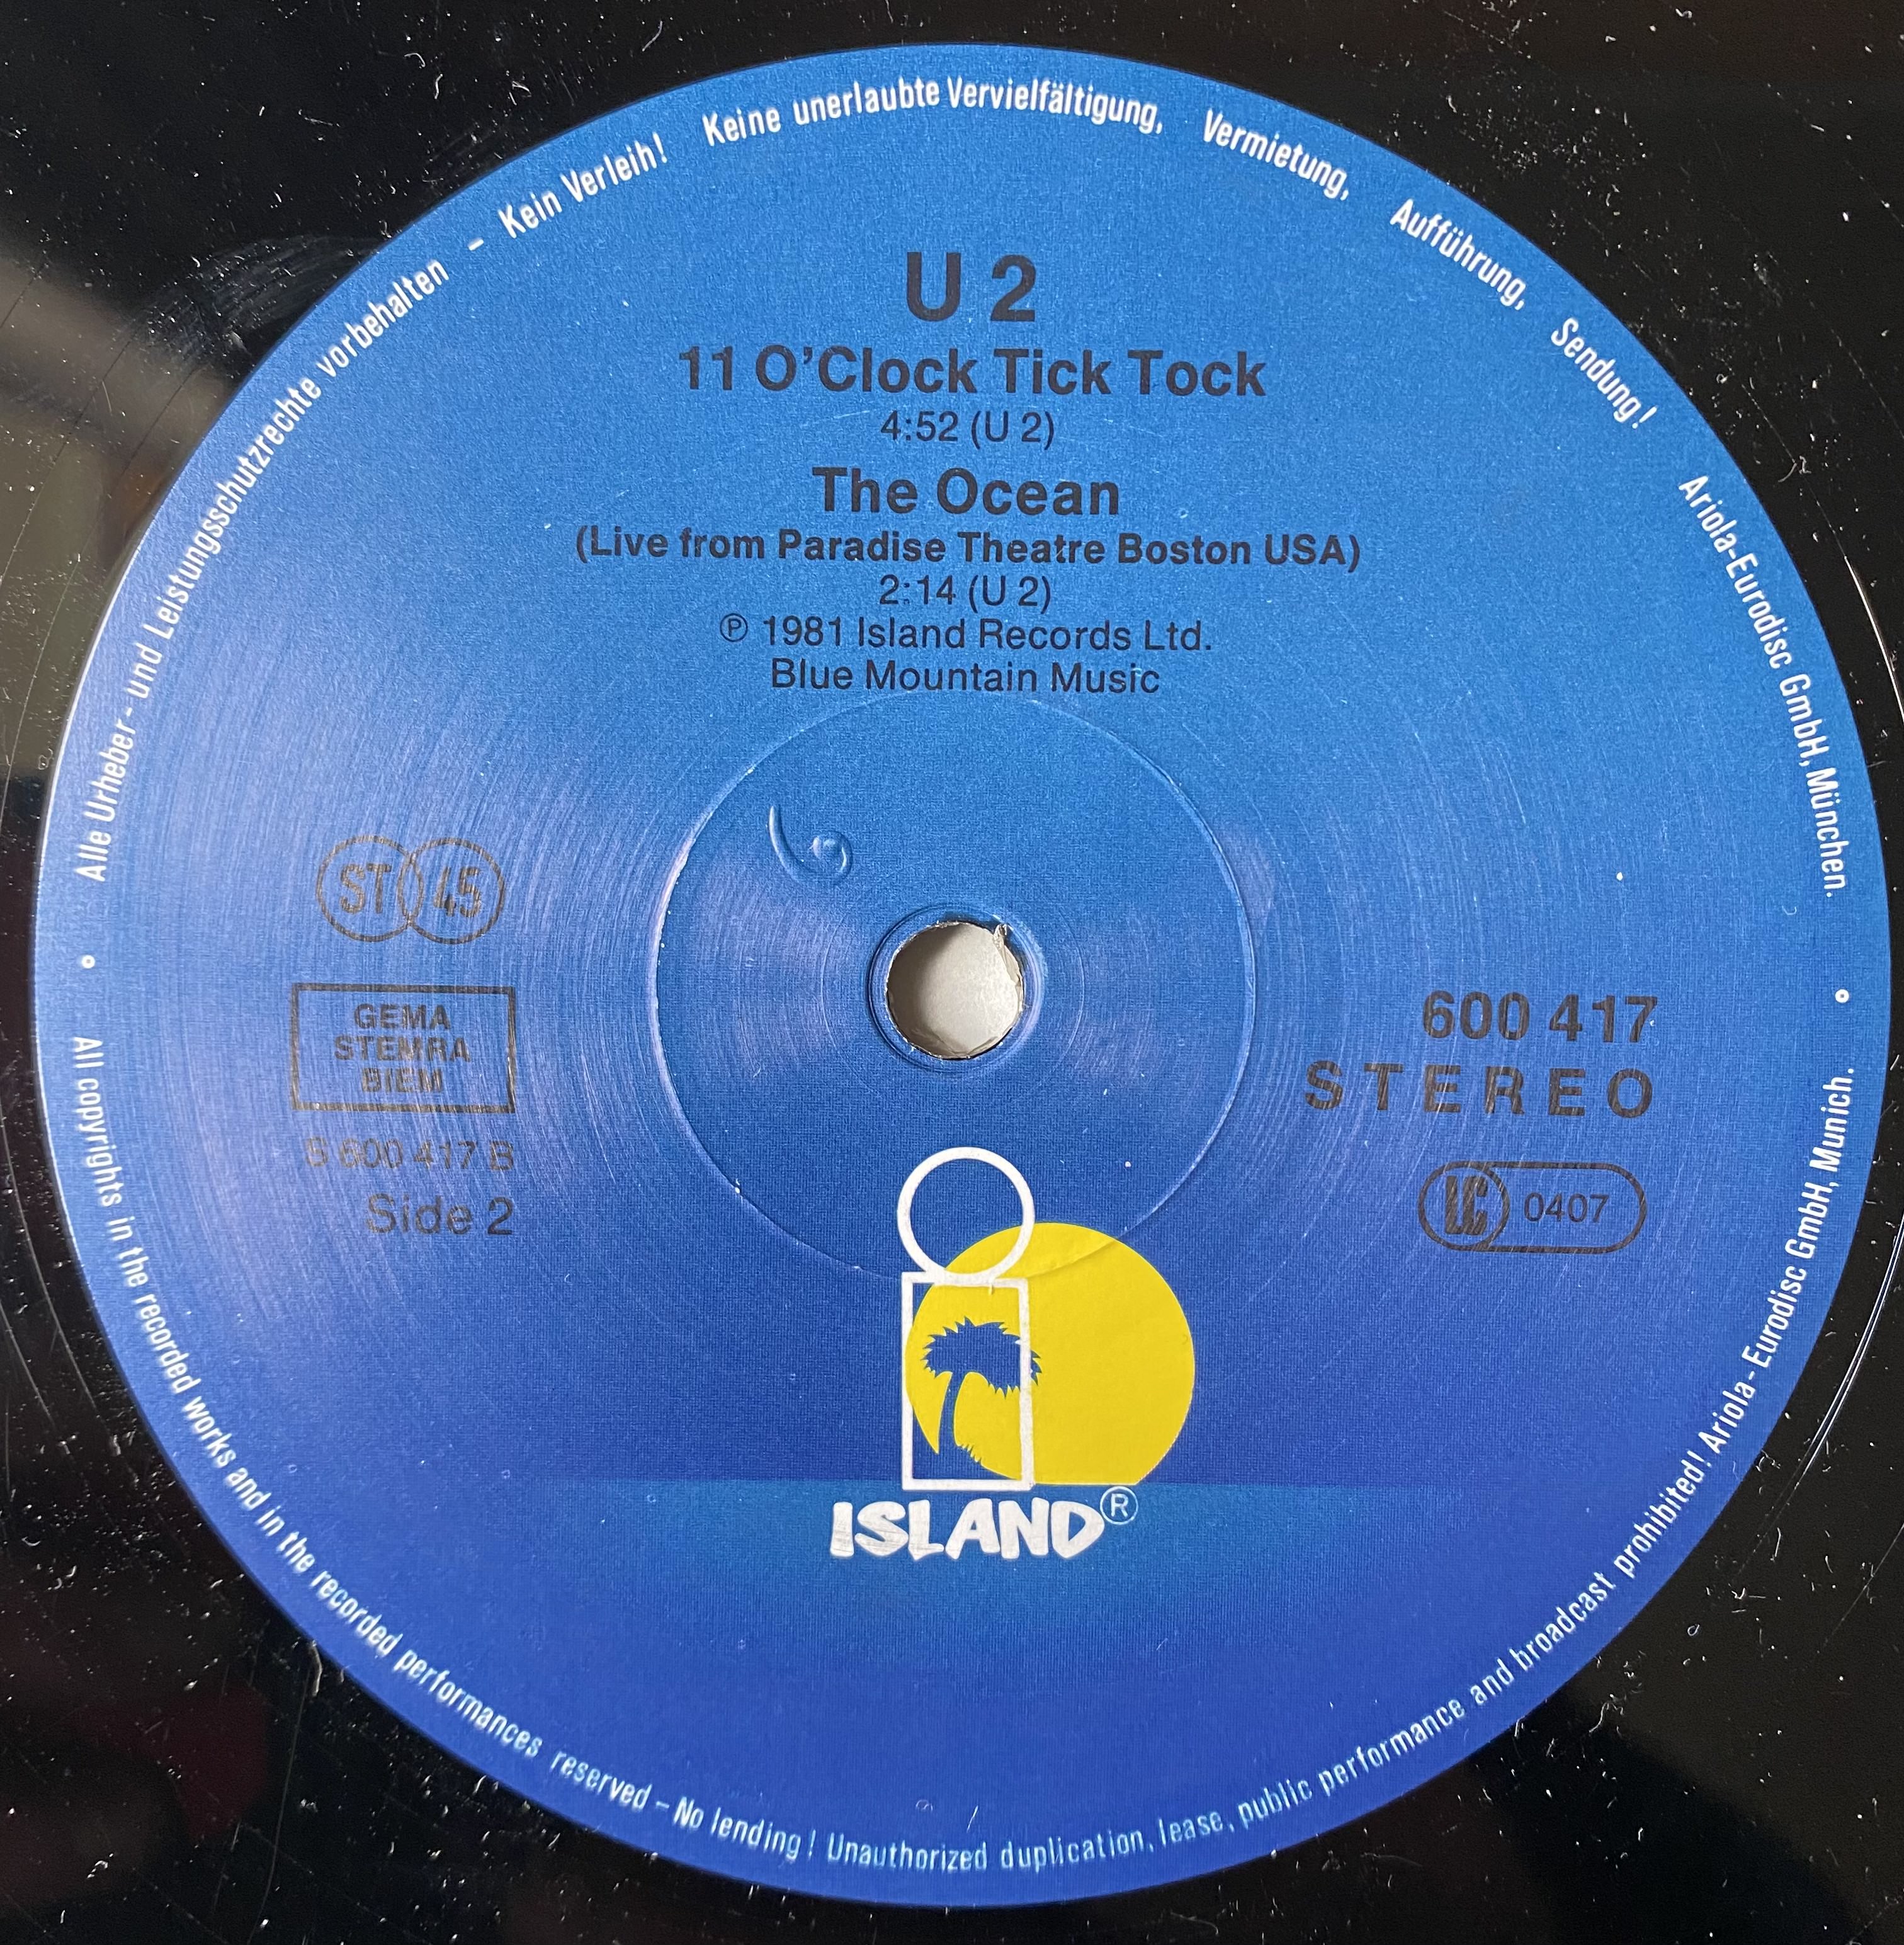 Alle Urheber- und Leistungsschutzrechte vorbehalten – Kein Verleih! Keine unerlaubte Vervielfältigung, Vermietung, Aufführung, Sendung! Ariola-Eurodisc GmbH, München.
U 2
11 O'Clock Tick Tock
4:52 (U 2)
The Ocean
(Live from Paradise Theatre Boston USA)
2:14 (U 2)
℗ 1981 Island Records Ltd.
Blue Mountain Music
ST 45
GEMA
STEMRA
BIEM
S 600 417 B
Side 2
600 417
STEREO
LC 0407
ISLAND®
All copyrights in the recorded works and in the recorded performances reserved – No lending! Unauthorized duplication, lease, public performance and broadcast prohibited! Ariola-Eurodisc GmbH, Munich.